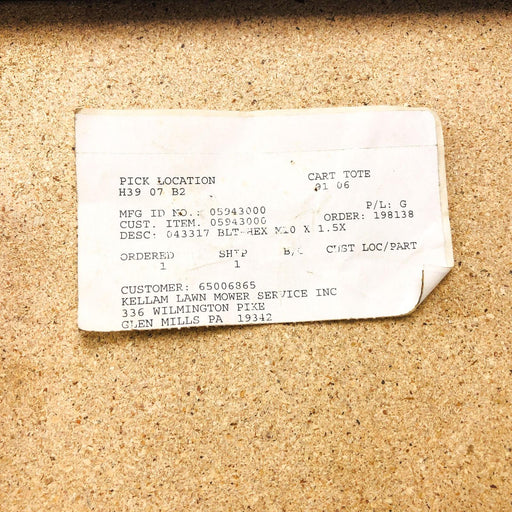 PICK LOCATION CART TOTE
H39 07 B2 01 06
P/L: G
MFG ID NO.: 05943000 ORDER: 198138
CUST. ITEM. 05943000
DESC: 043317 BLT-HEX M10 X 1.5X
ORDERED SHIP B/O CUST LOC/PART
1 1
CUSTOMER: 65006865
KELLAM LAWN MOWER SERVICE INC
336 WILMINGTON PIKE
GLEN MILLS PA 19342